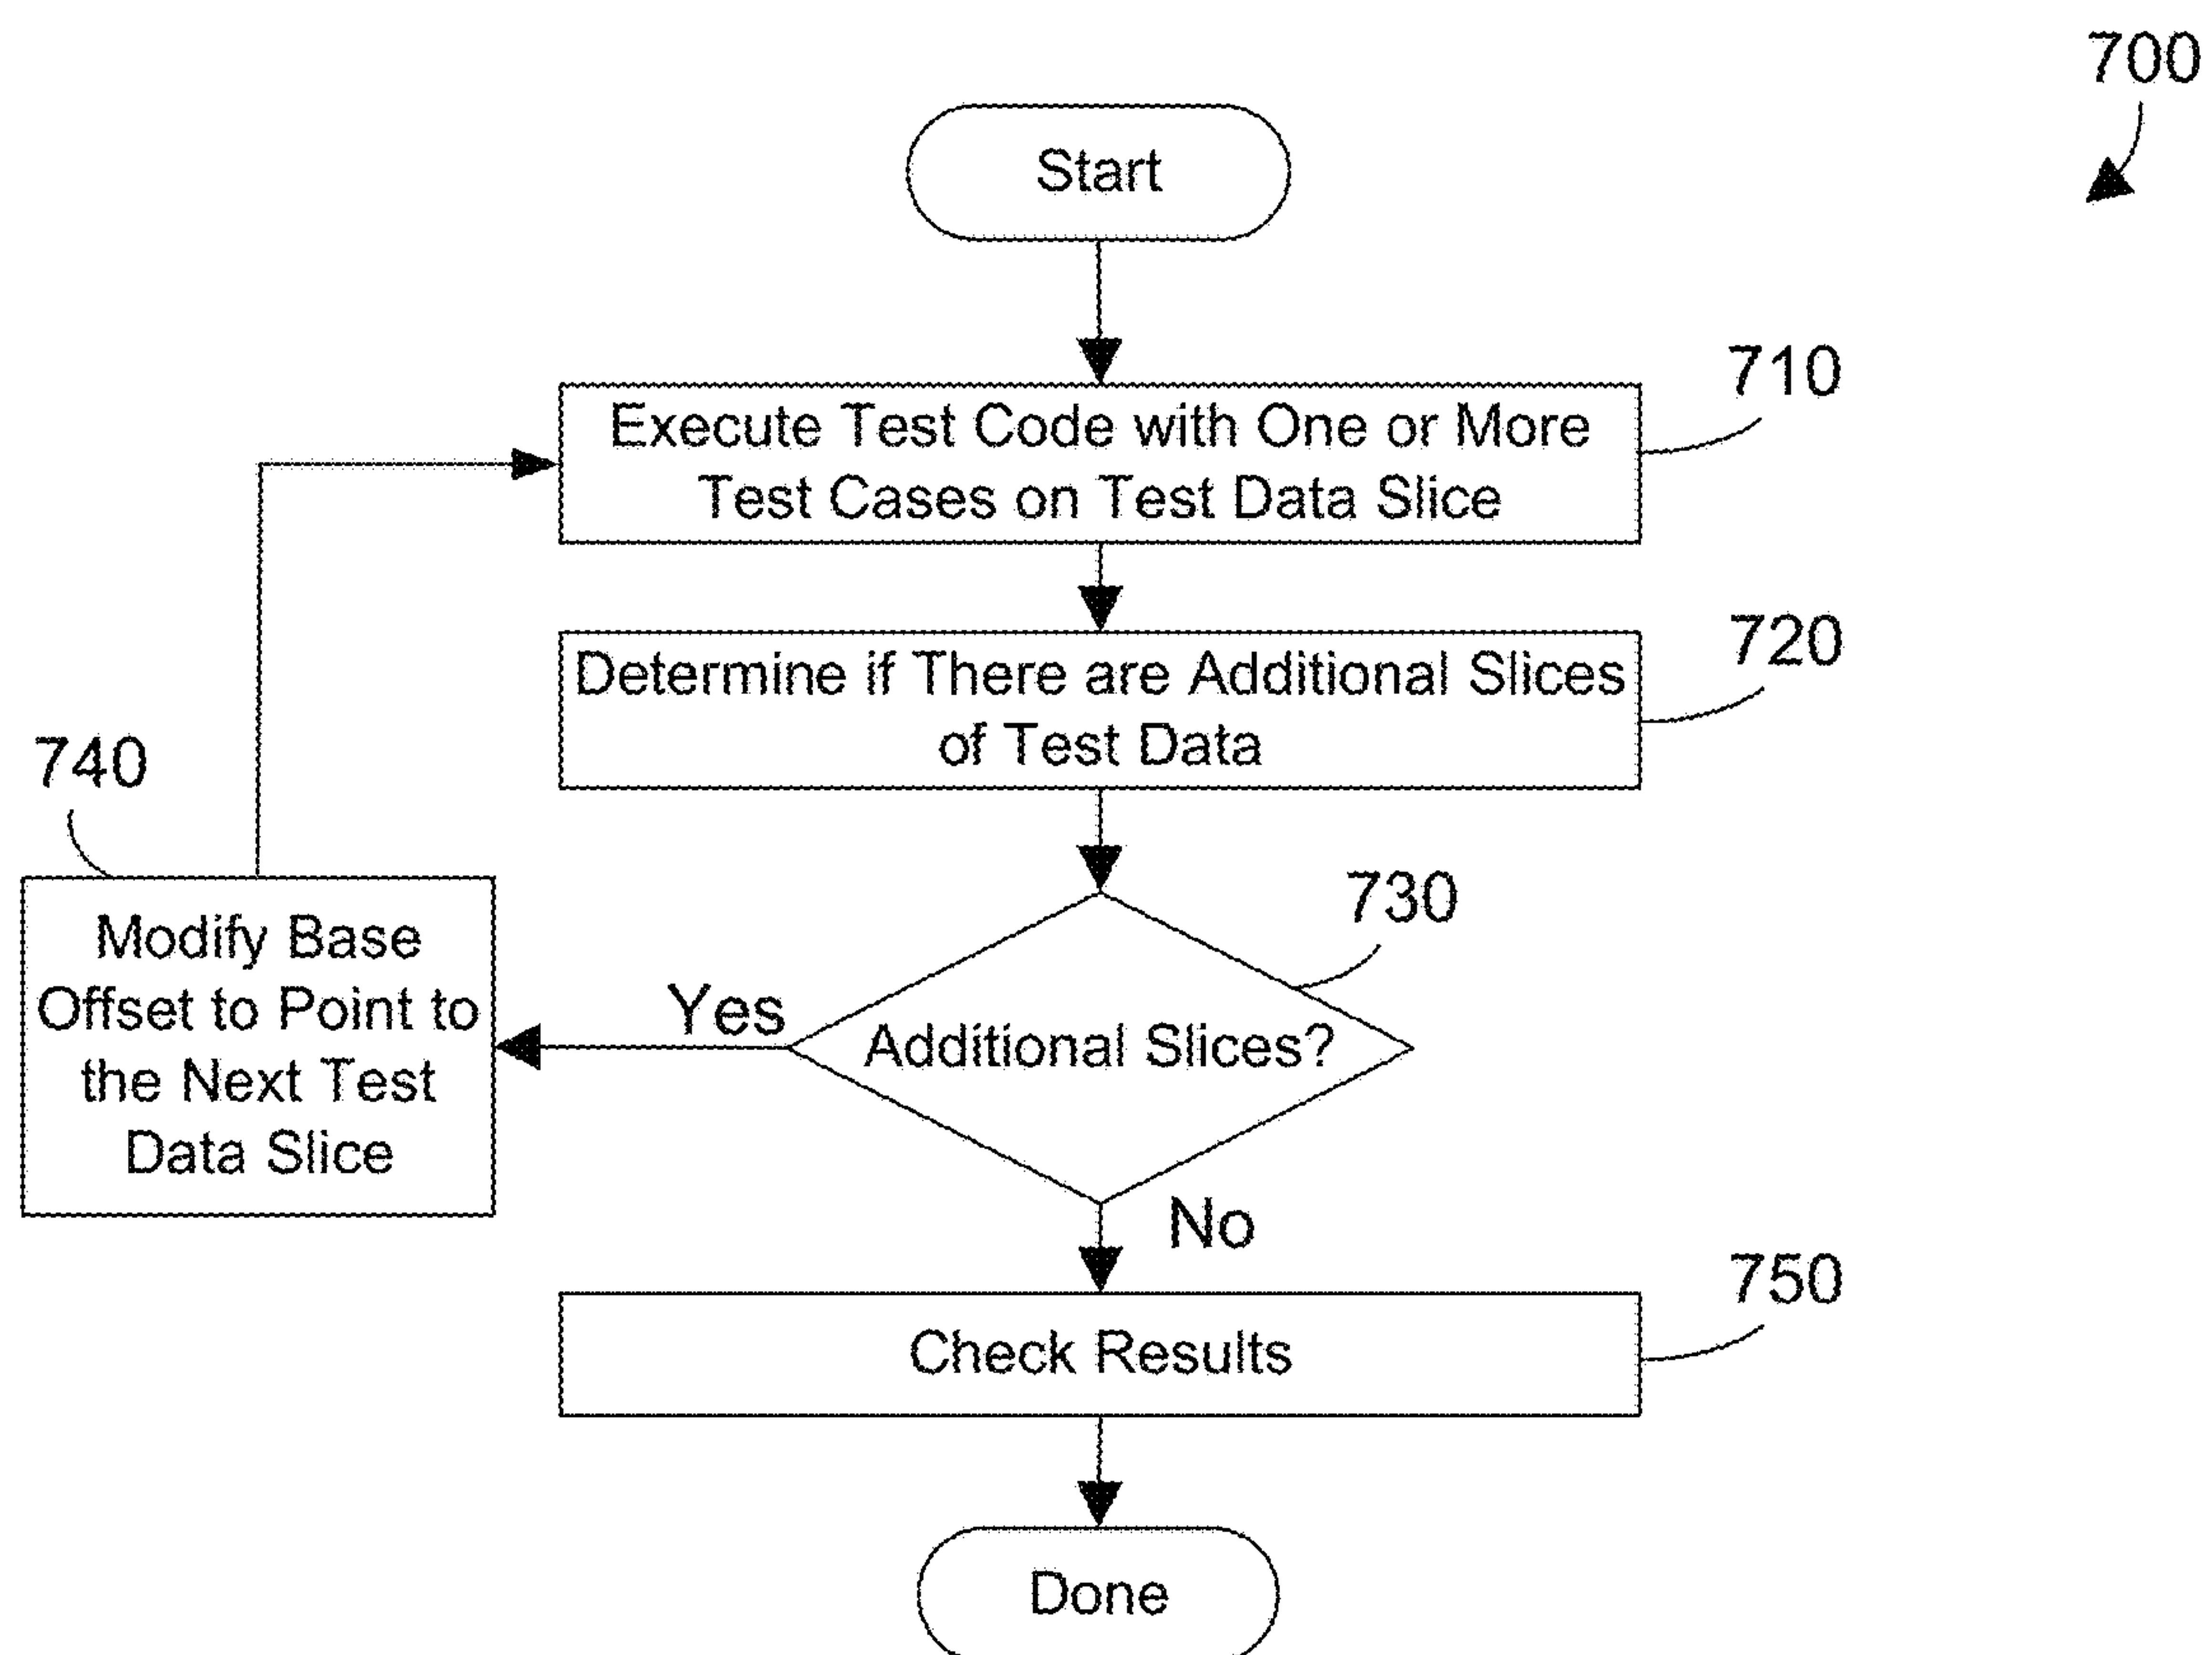 700
Start
710
Execute Test Code with One or More
Test Cases on Test Data Slice
720
Determine if There are Additional Slices
of Test Data
740
730
Modify Base
Offset to Point to
the Next Test
Data Slice
Yes
Additional Slices?
No
750
Check Results
Done